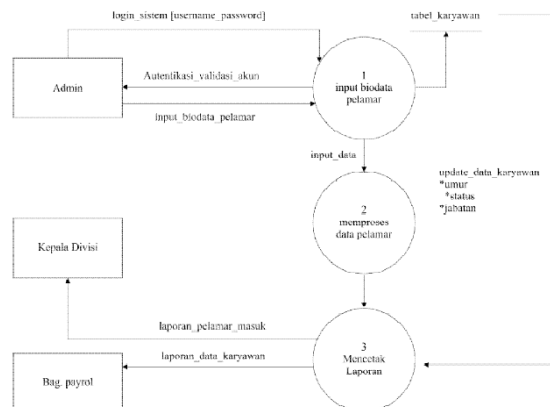 login_sistem [username_password]
tabel_karyawan
Admin
Autentikasi_validasi_akun
1
input biodata
pelamar
input_biodata_pelamar
input_data
update_data_karyawan
*umur
*status
*jabatan
2
memproses
data pelamar
Kepala Divisi
laporan_pelamar_masuk
3
Mencetak
Laporan
laporan_data_karyawan
Bag. payrol